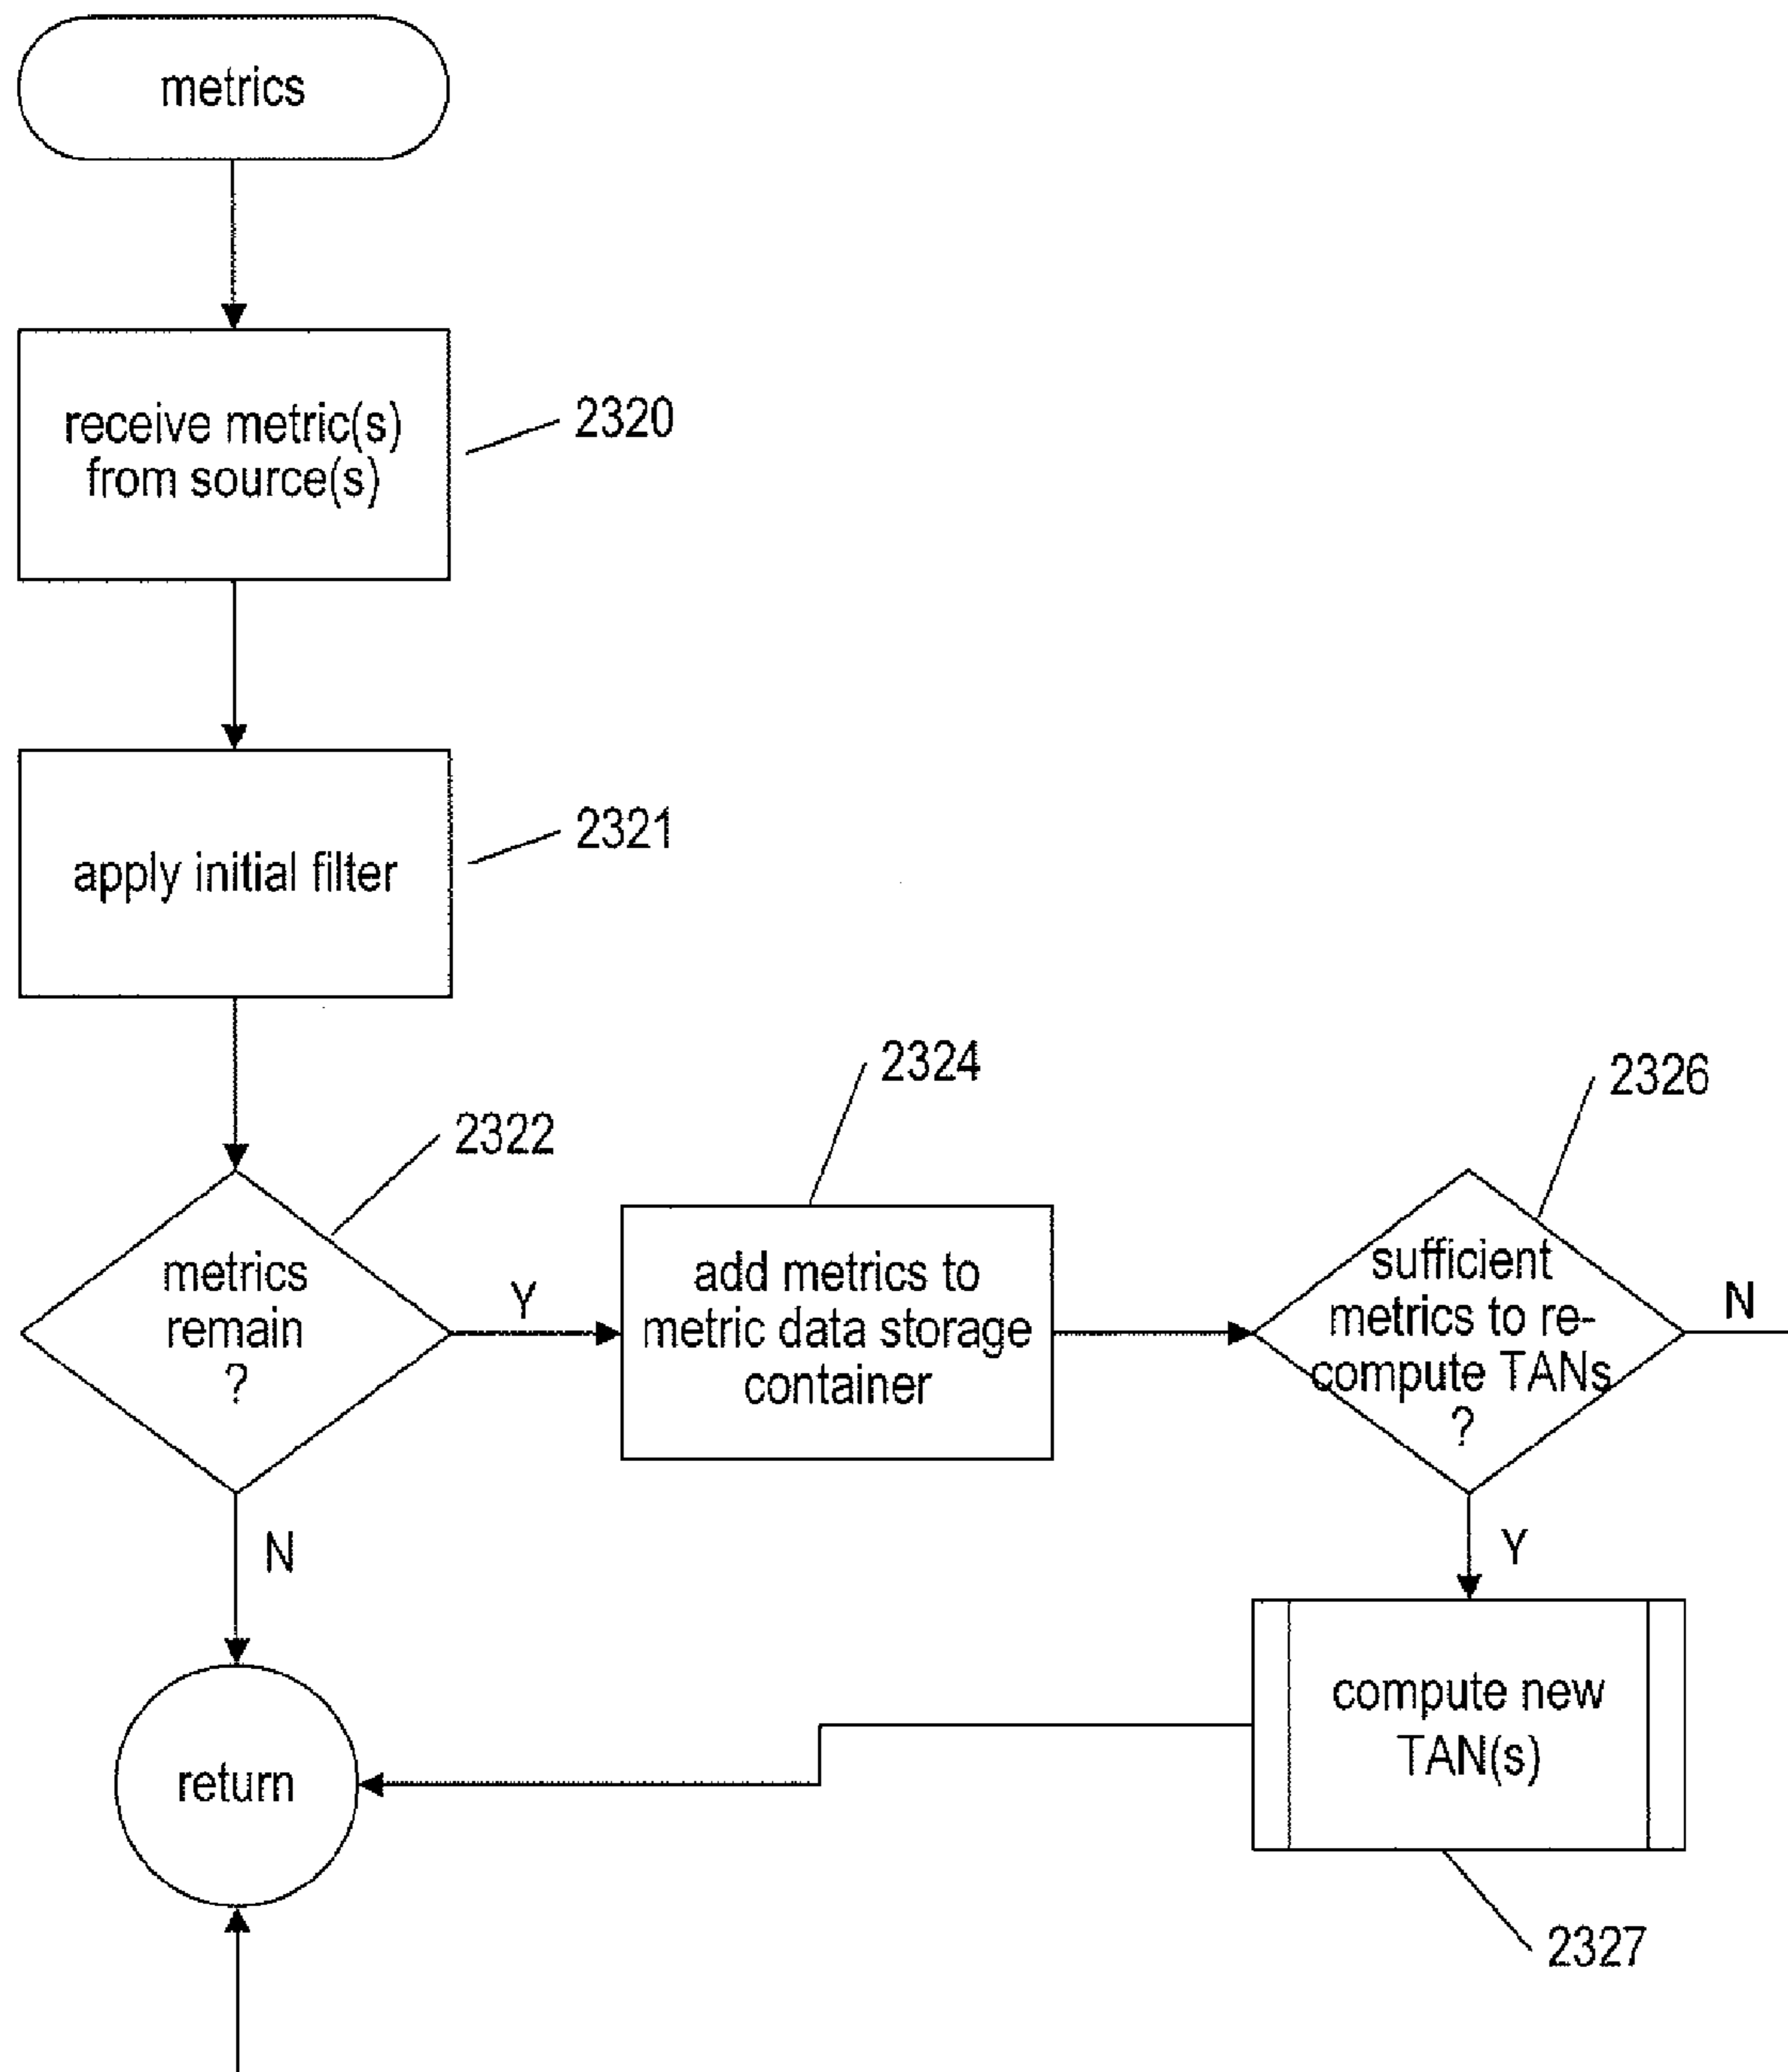 metrics
receive metric(s)
from source(s)
2320
apply initial filter
2321
metrics
remain
?
2322
Y
N
add metrics to
metric data storage
container
2324
sufficient
metrics to re-
compute TANs
?
2326
N
Y
compute new
TAN(s)
2327
return